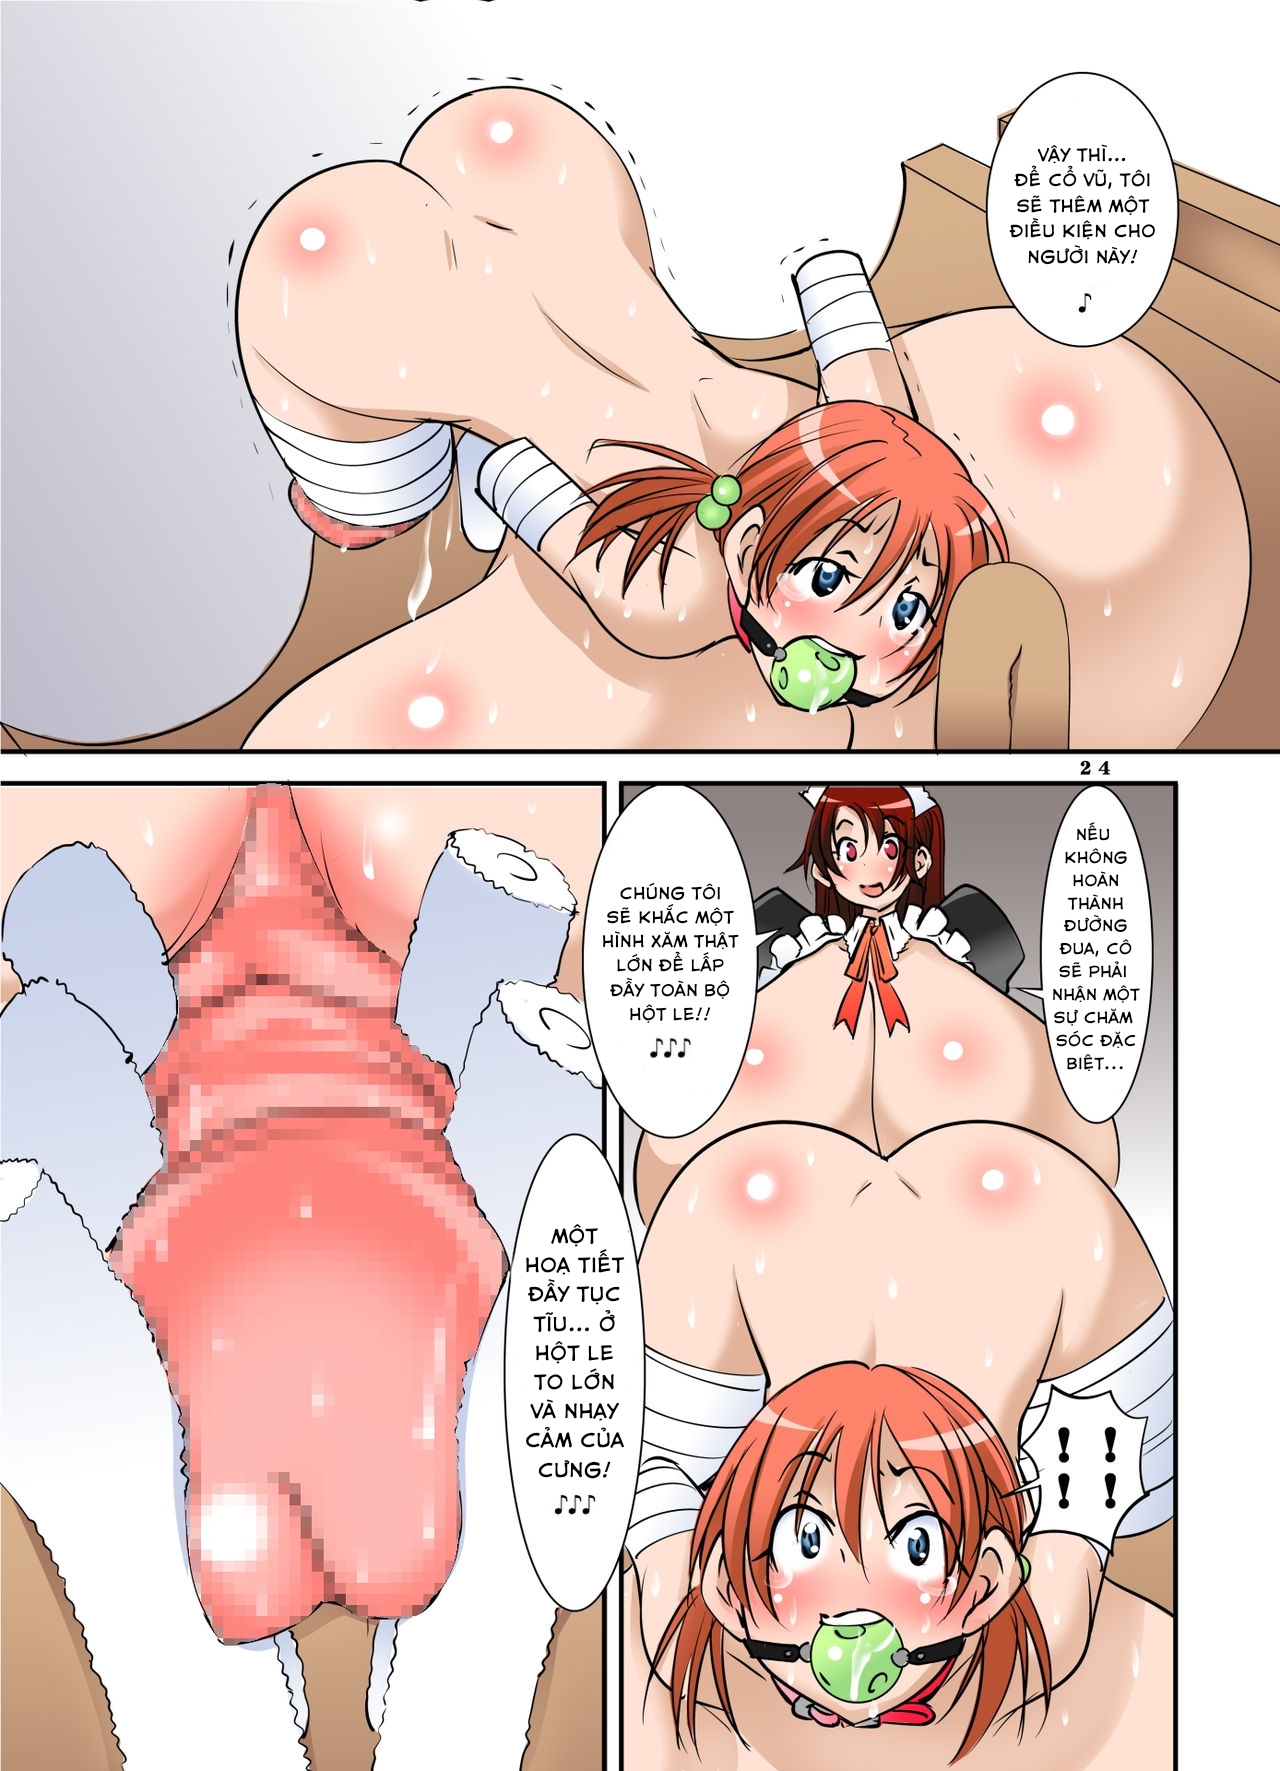 VẬY THÌ...
ĐỂ CỔ VŨ, TÔI
SẼ THÊM MỘT
ĐIỀU KIỆN CHO
NGƯỜI NÀY!
♪
24
NẾU
KHÔNG
HOÀN
THÀNH
ĐƯỜNG
ĐUA, CÔ
SẼ PHẢI
NHẬN MỘT
SỰ CHĂM
SÓC ĐẶC
BIỆT...
CHÚNG TÔI
SẼ KHẮC MỘT
HÌNH XĂM THẬT
LỚN ĐỂ LẤP
ĐẦY TOÀN BỘ
HỘT LE!!
♪♪♪
MỘT
HOẠ TIẾT
ĐẦY TỤC
TĨU... Ở
HỘT LE
TO LỚN
VÀ NHẠY
CẢM CỦA
CƯNG!
♪♪♪
!!